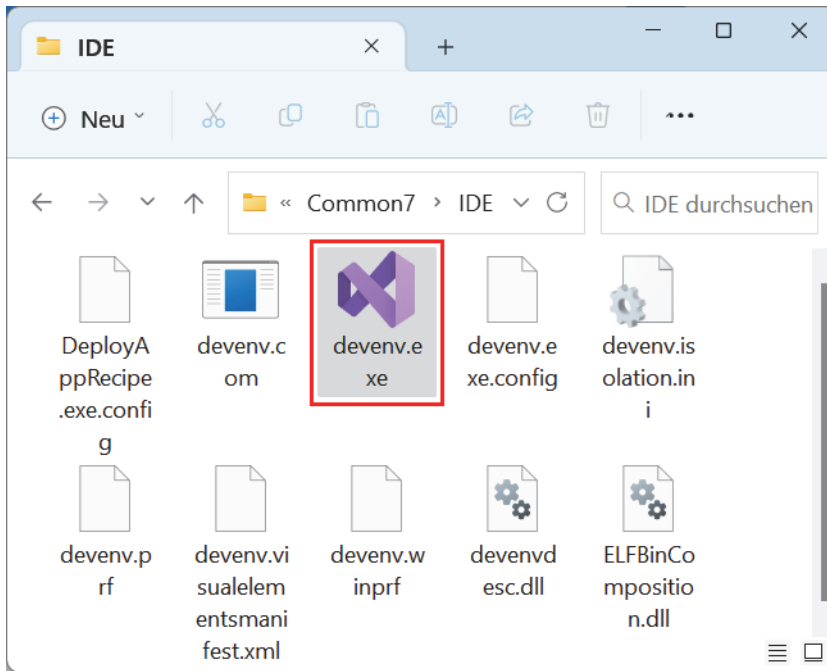 IDE
Neu
Common7 IDE
IDE durchsuchen
DeployA
ppRecipe
.exe.confi
g
devenv.c
om
devenv.e
xe
devenv.e
xe.config
devenv.is
olation.in
i
devenv.p
rf
devenv.vi
sualelem
entsmani
fest.xml
devenv.w
inprf
devenvd
esc.dll
ELFBinCo
mpositio
n.dll